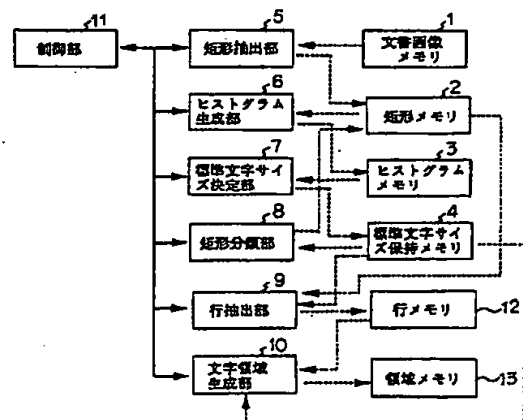 11
制御部
5
矩形抽出部
1
文書画像
メモリ
6
ヒストグラム
生成部
2
矩形メモリ
7
標準文字サイ
ズ決定部
3
ヒストグラム
メモリ
8
矩形分類部
4
標準文字サイ
ズ保持メモリ
9
行抽出部
行メモリ
12
10
文字領域
生成部
領域メモリ
13